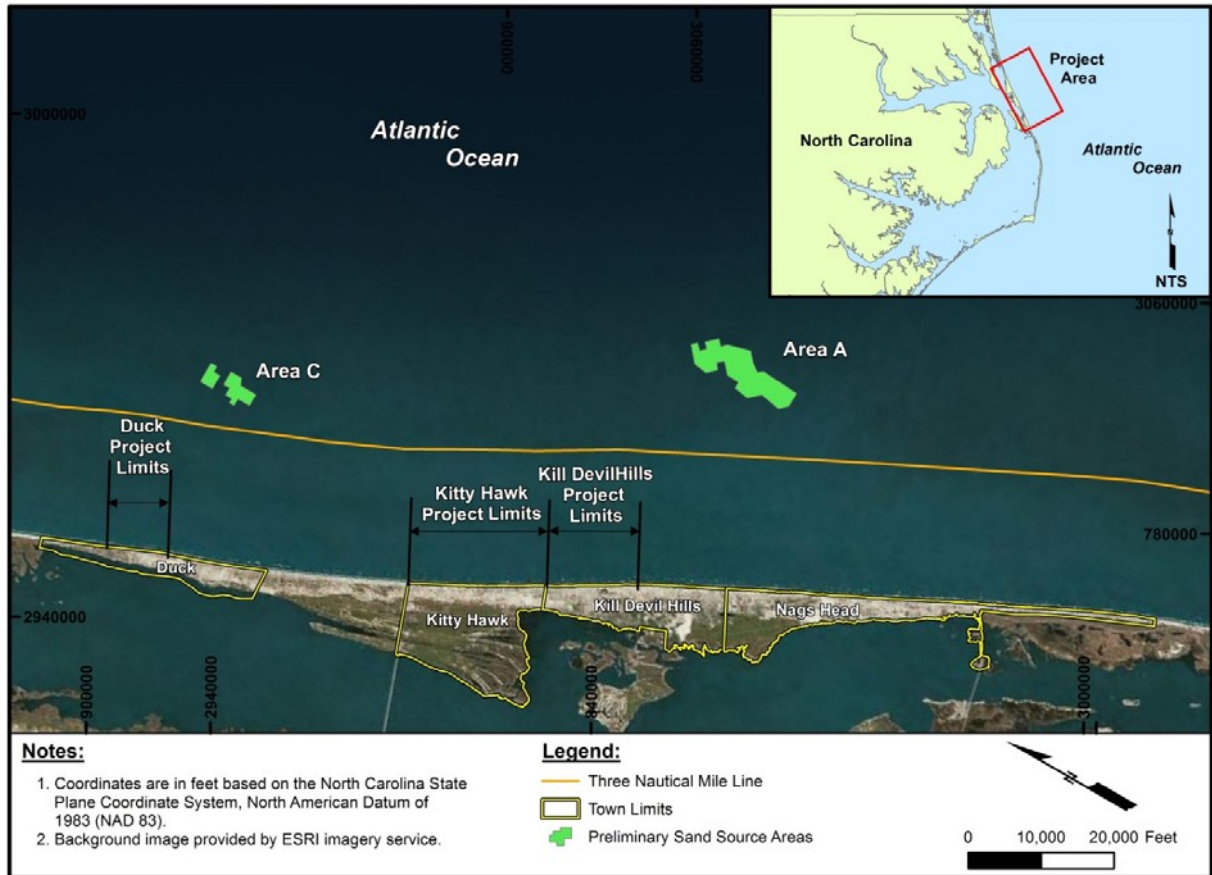 900000
3060000
3000000
Atlantic
Ocean
North Carolina
Project
Area
Atlantic
Ocean
N
NTS
3060000
Area C
Area A
Duck
Project
Limits
Kitty Hawk
Project Limits
Kill DevilHills
Project
Limits
780000
Duck
Kitty Hawk
Kill Devil Hills
Nags Head
2940000
900000
2940000
840000
3000000
Notes:
1. Coordinates are in feet based on the North Carolina State
Plane Coordinate System, North American Datum of
1983 (NAD 83).
2. Background image provided by ESRI imagery service.
Legend:
Three Nautical Mile Line
Town Limits
Preliminary Sand Source Areas
N
0 10,000 20,000 Feet